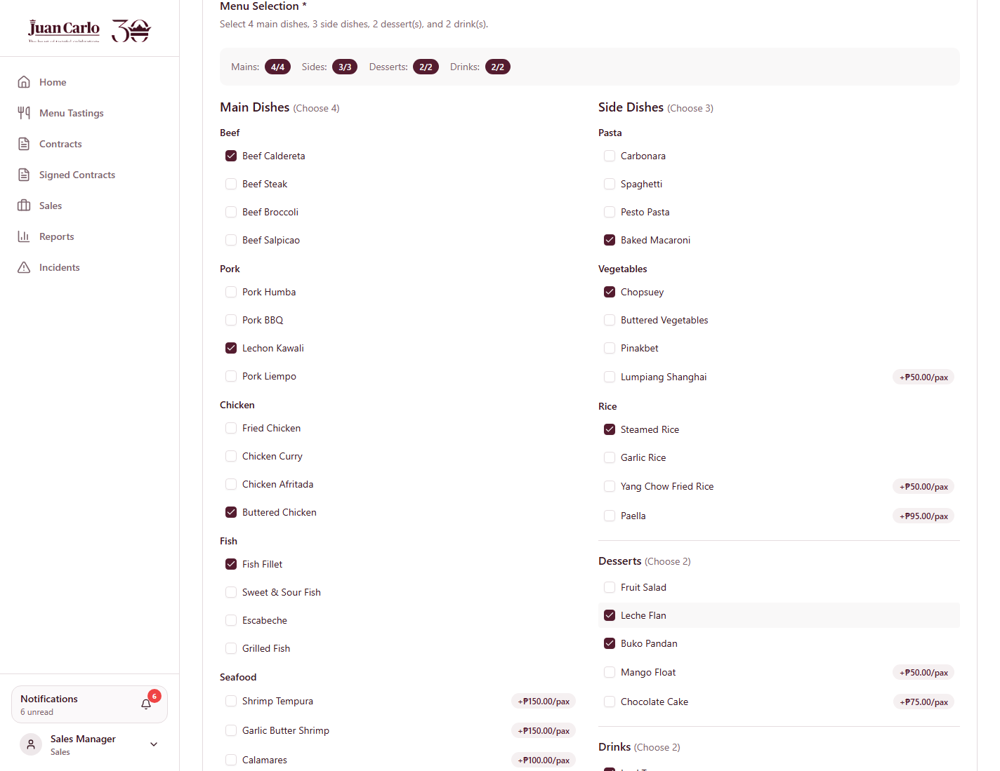 Juan Carlo 30
Home
Menu Tastings
Contracts
Signed Contracts
Sales
Reports
Incidents
Notifications
6 unread
6
Sales Manager
Sales
Menu Selection *
Select 4 main dishes, 3 side dishes, 2 dessert(s), and 2 drink(s).
Mains: 4/4 Sides: 3/3 Desserts: 2/2 Drinks: 2/2
Main Dishes (Choose 4)
Beef
Beef Caldereta
Beef Steak
Beef Broccoli
Beef Salpicao
Pork
Pork Humba
Pork BBQ
Lechon Kawali
Pork Liempo
Chicken
Fried Chicken
Chicken Curry
Chicken Afritada
Buttered Chicken
Fish
Fish Fillet
Sweet & Sour Fish
Escabeche
Grilled Fish
Seafood
Shrimp Tempura +₱150.00/pax
Garlic Butter Shrimp +₱150.00/pax
Calamares +₱100.00/pax
Side Dishes (Choose 3)
Pasta
Carbonara
Spaghetti
Pesto Pasta
Baked Macaroni
Vegetables
Chopsuey
Buttered Vegetables
Pinakbet
Lumpiang Shanghai +₱50.00/pax
Rice
Steamed Rice
Garlic Rice
Yang Chow Fried Rice +₱50.00/pax
Paella +₱95.00/pax
Desserts (Choose 2)
Fruit Salad
Leche Flan
Buko Pandan
Mango Float +₱50.00/pax
Chocolate Cake +₱75.00/pax
Drinks (Choose 2)